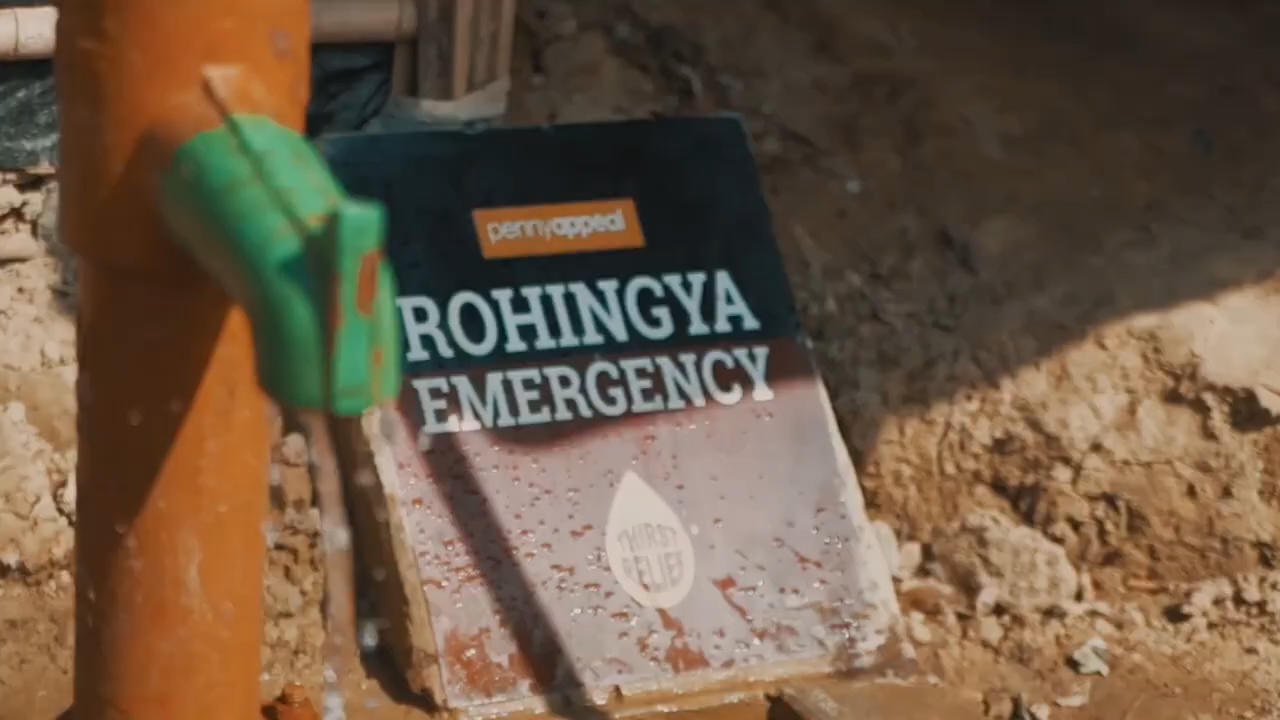 pennyappeal
ROHINGYA
EMERGENCY
THIRST
RELIEF